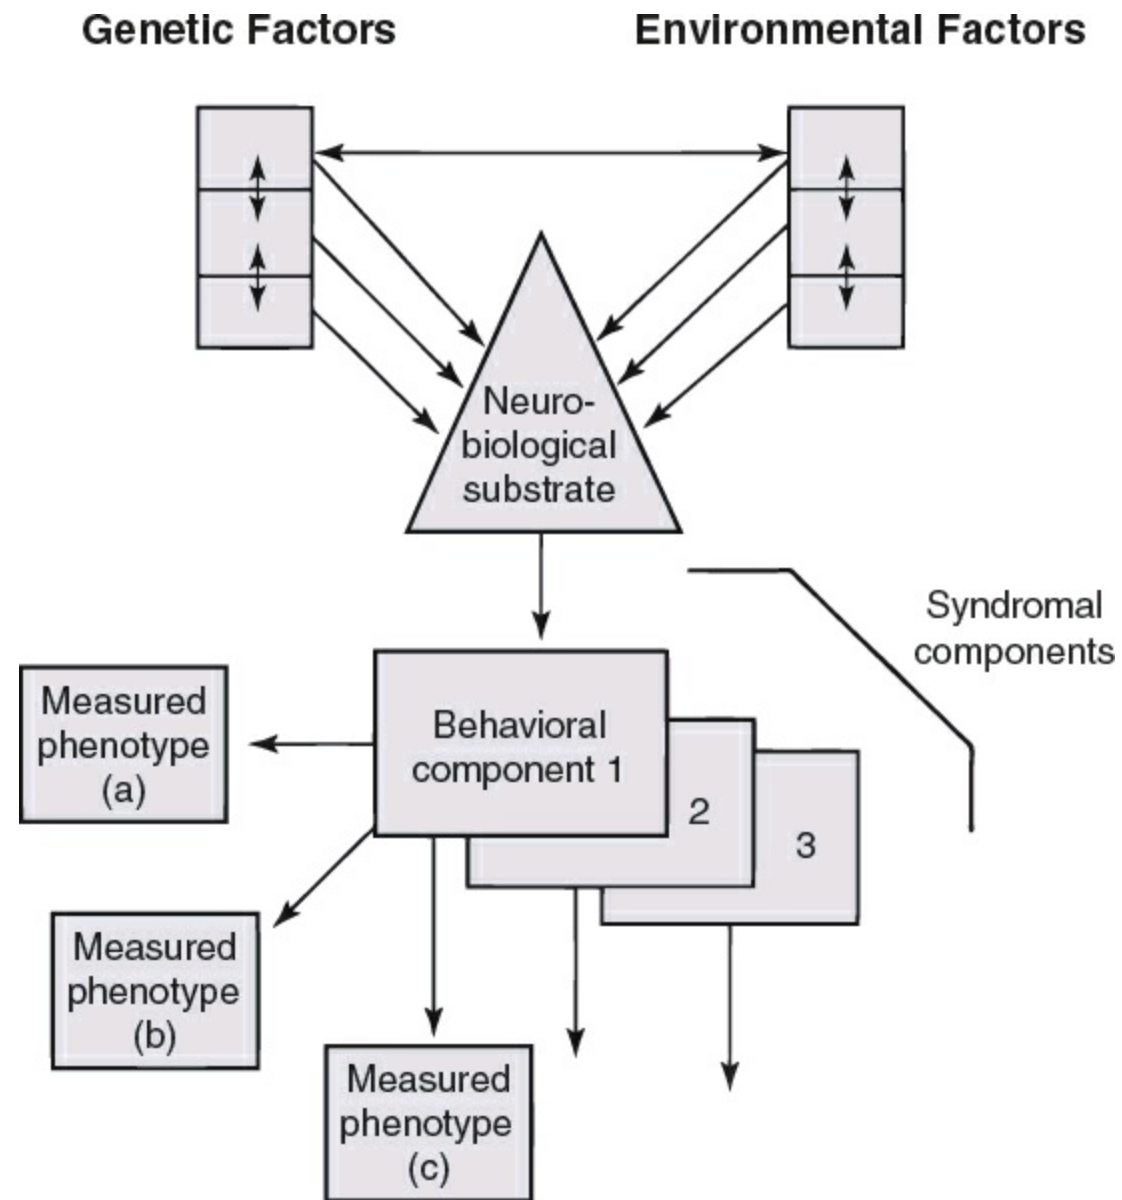 Genetic Factors
Environmental Factors
Neuro-
biological
substrate
Syndromal
components
Behavioral
component 1
2
3
Measured
phenotype
(a)
Measured
phenotype
(b)
Measured
phenotype
(c)